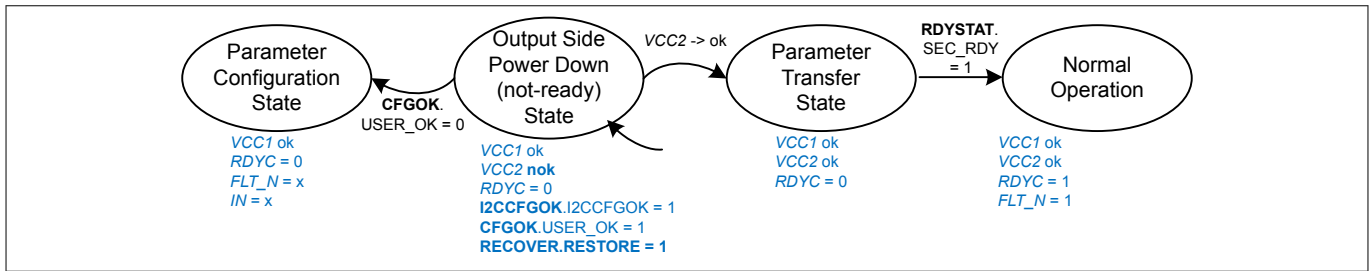 Parameter
Configuration
State
CFGOK.
USER_OK = 0
Output Side
Power Down
(not-ready)
State
VCC2 -> ok
Parameter
Transfer
State
RDYSTAT.
SEC_RDY
= 1
Normal
Operation
VCC1 ok
RDYC = 0
FLT_N = x
IN = x
VCC1 ok
VCC2 nok
RDYC = 0
I2CCFGOK.I2CCFGOK = 1
CFGOK.USER_OK = 1
RECOVER.RESTORE = 1
VCC1 ok
VCC2 ok
RDYC = 0
VCC1 ok
VCC2 ok
RDYC = 1
FLT_N = 1